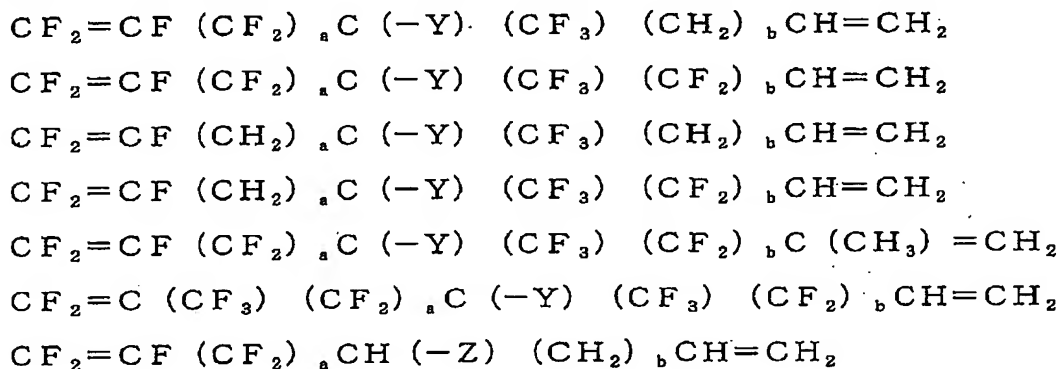 CF₂=CF (CF₂) ₐC (-Y) (CF₃) (CH₂) bCH=CH₂
CF₂=CF (CF₂) ₐC (-Y) (CF₃) (CF₂) bCH=CH₂
CF₂=CF (CH₂) ₐC (-Y) (CF₃) (CH₂) bCH=CH₂
CF₂=CF (CH₂) ₐC (-Y) (CF₃) (CF₂) bCH=CH₂
CF₂=CF (CF₂) ₐC (-Y) (CF₃) (CF₂) bC (CH₃) =CH₂
CF₂=C (CF₃) (CF₂) ₐC (-Y) (CF₃) (CF₂) bCH=CH₂
CF₂=CF (CF₂) ₐCH (-Z) (CH₂) bCH=CH₂